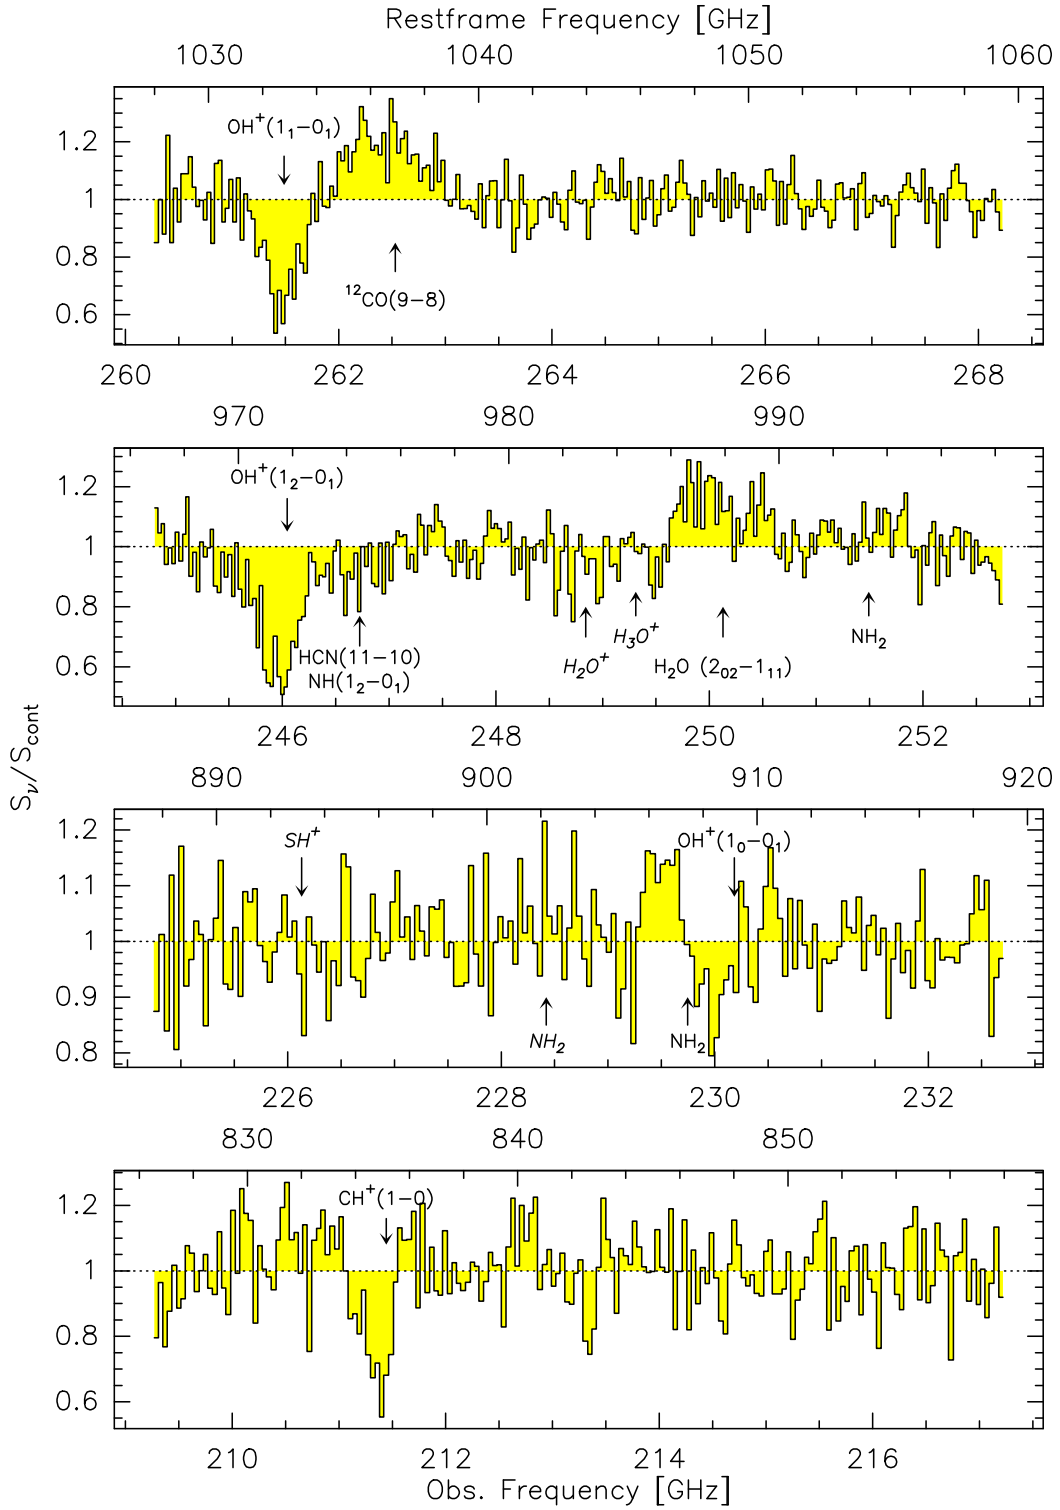 Restframe Frequency [GHz]
1030 1040 1050 1060
OH⁺(1₁−0₁)
1.2
1
0.8
0.6
¹²CO(9−8)
260 262 264 266 268
970 980 990
OH⁺(1₂−0₁)
1.2
1
0.8
0.6
H₂O⁺
H₃O⁺
HCN(11−10)
NH(1₂−0₁)
H₂O (2₀₂−1₁₁)
NH₂
246 248 250 252
S_ν/S_cont
890 900 910 920
SH⁺
OH⁺(1₀−0₁)
1.2
1.1
1
0.9
0.8
NH₂
NH₂
226 228 230 232
830 840 850
CH⁺(1−0)
1.2
1
0.8
0.6
210 212 214 216
Obs. Frequency [GHz]